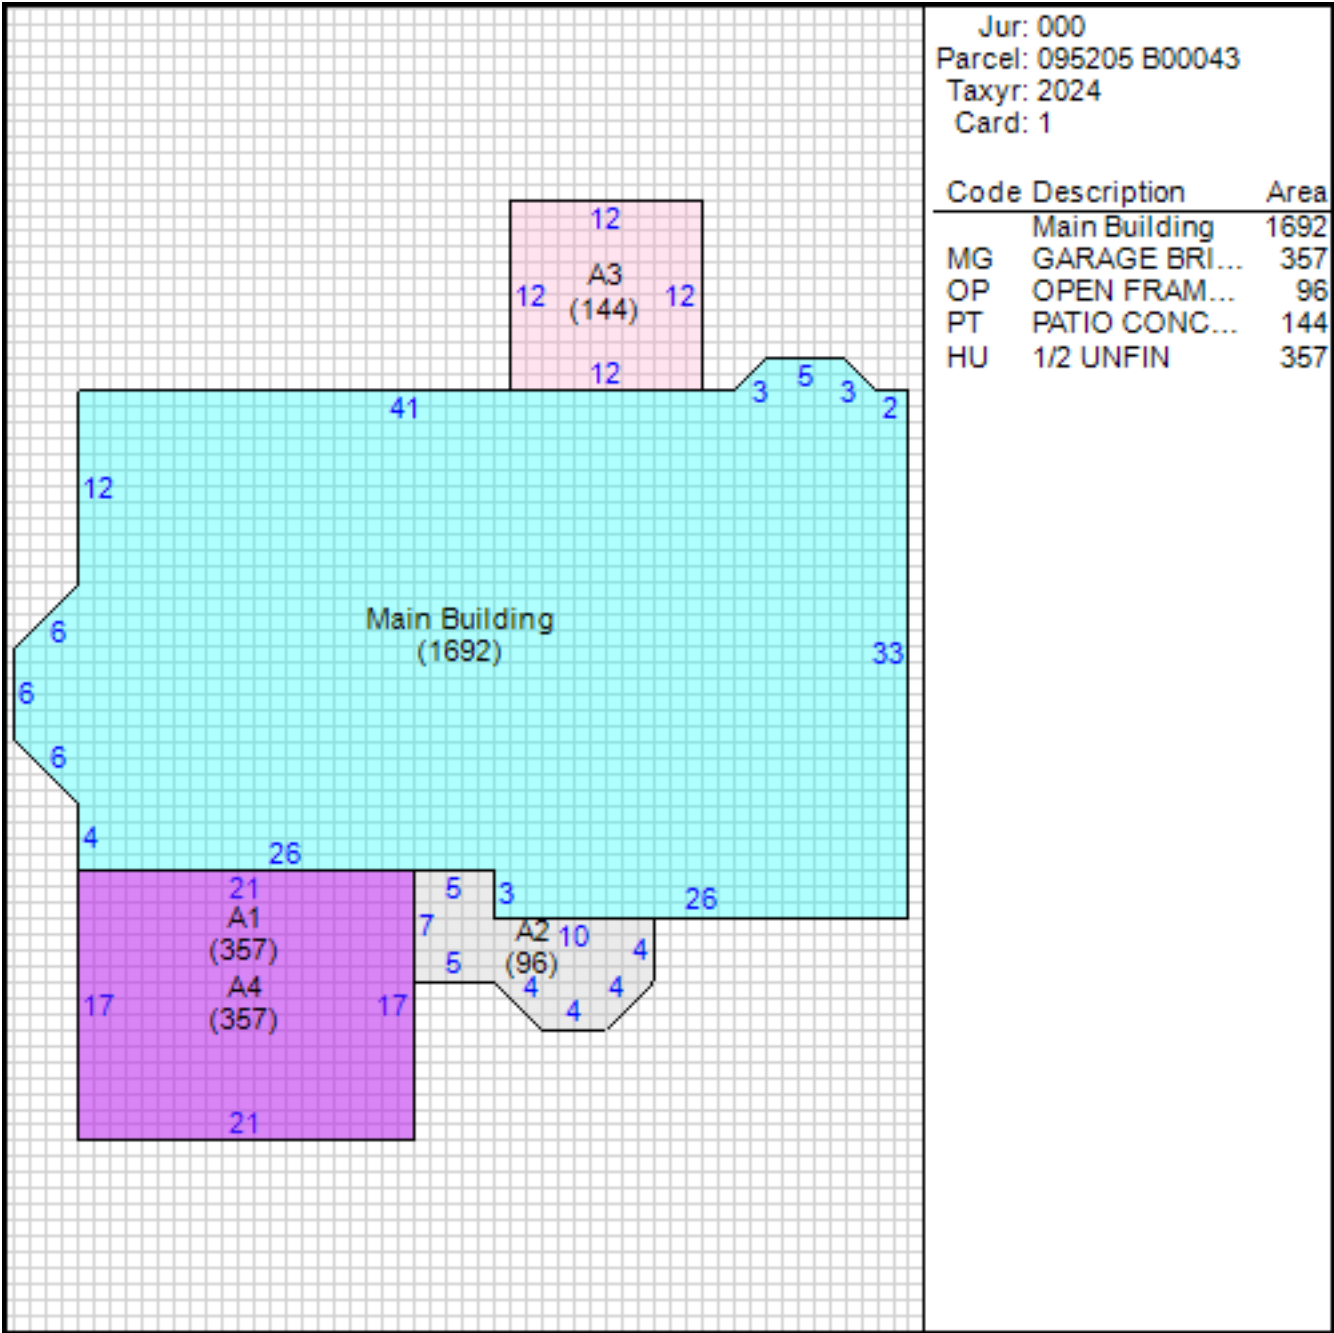 Jur: 000
Parcel: 095205 B00043
Taxyr: 2024
Card: 1
Code Description Area
Main Building 1692
MG GARAGE BRI... 357
OP OPEN FRAM... 96
PT PATIO CONC... 144
HU 1/2 UNFIN 357
12
A3
12 (144) 12
12
41
3 5 3 2
12
Main Building
(1692)
6
33
6
6
4
26
21
A1
(357)
A4
(357)
17 17
21
5
3
26
7
A2 10
(96)
4
5
4 4
4